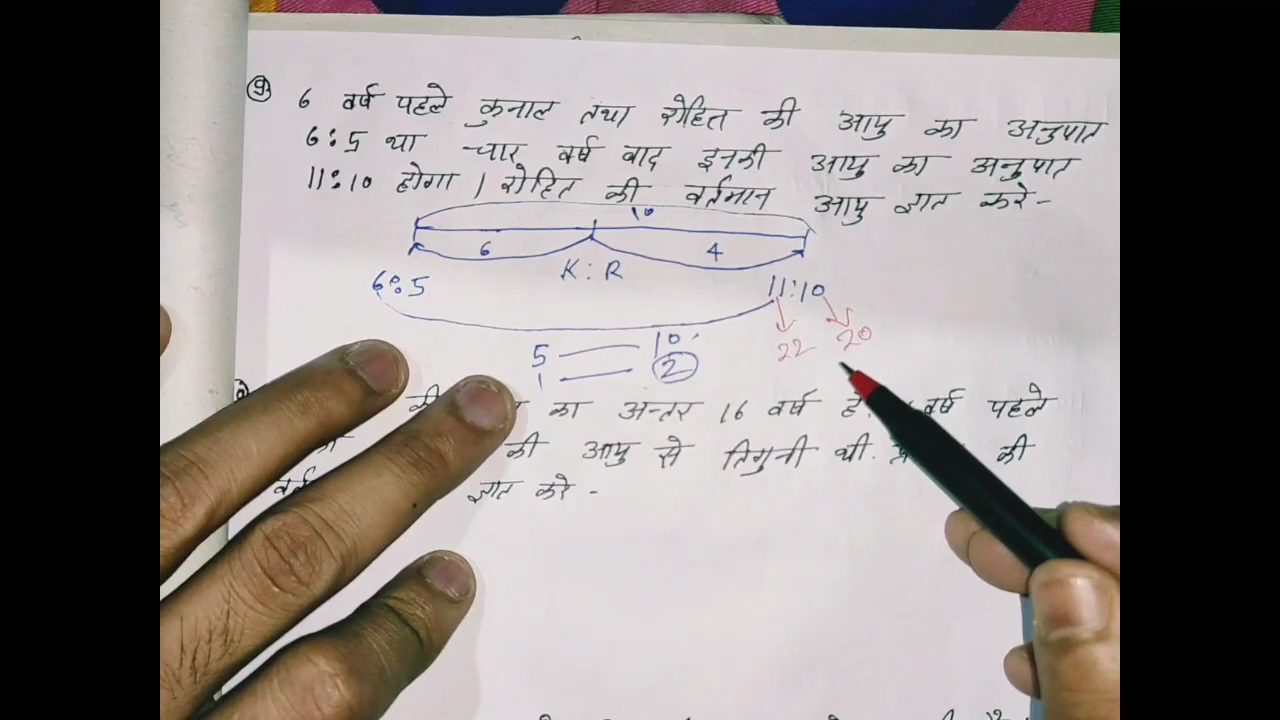 9 6 वर्ष पहले कुनाल तथा रोहित की आयु का अनुपात
6:5 था चार वर्ष बाद इनकी आयु का अनुपात
11:10 होगा। रोहित की वर्तमान आयु ज्ञात करे-
10
6 4
K:R
6:5 11:10
5 10
22 20
1 2
का अन्तर 16 वर्ष वर्ष पहले
की आयु से तिगुनी थी. की
ज्ञात करे -